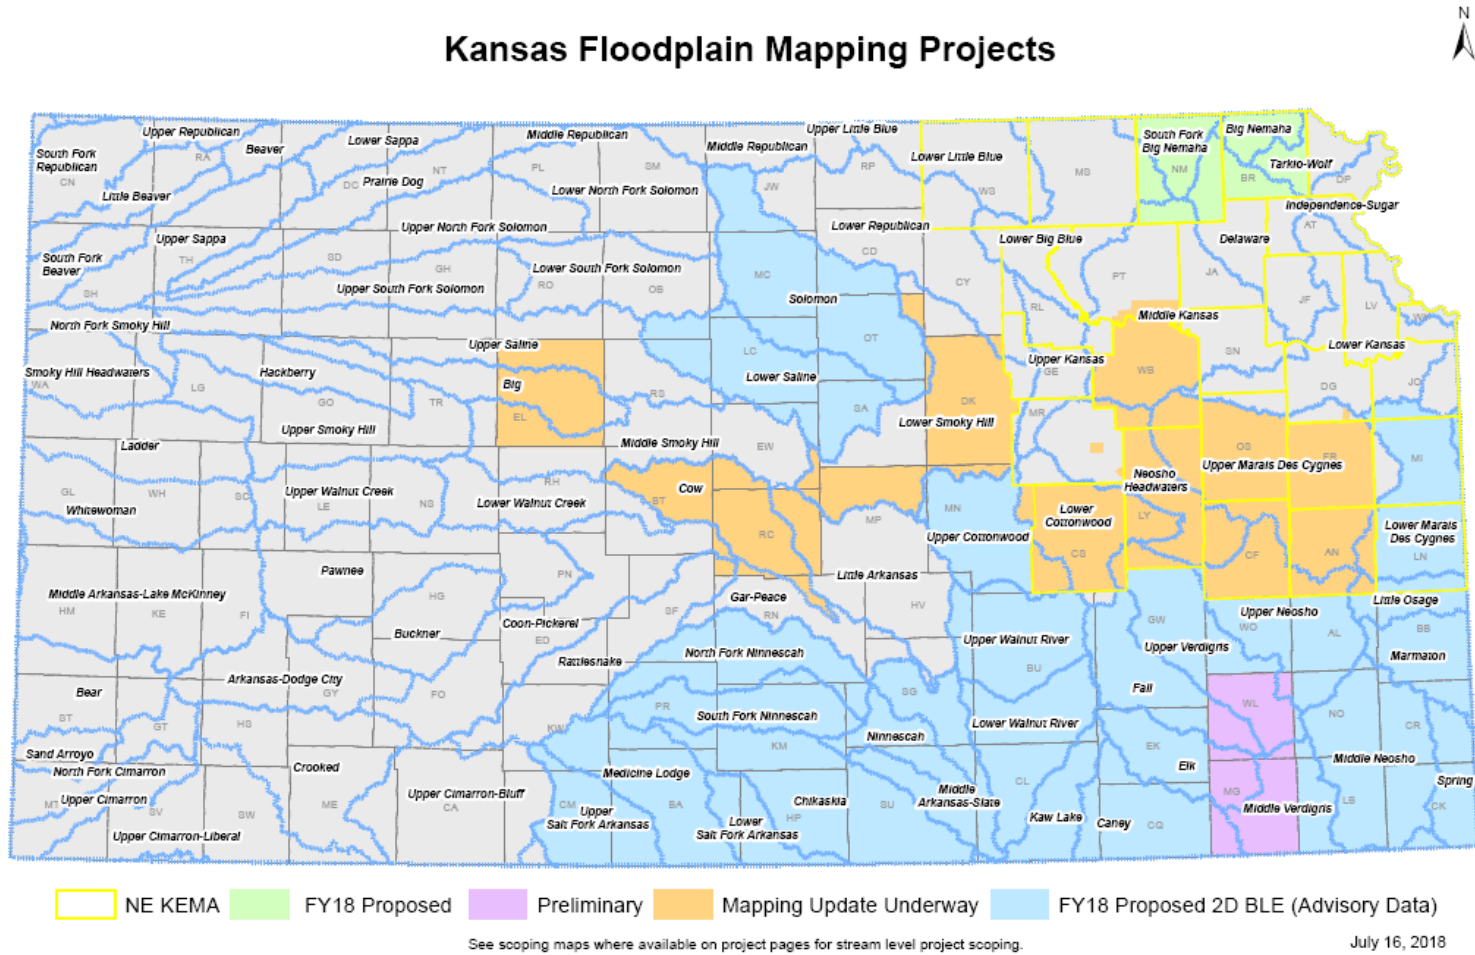 N
Kansas Floodplain Mapping Projects
Upper Republican
Lower Sappa
Middle Republican
Upper Little Blue
South Fork
Big Nemaha
Big Nemaha
South Fork
Republican
CN
RA
Beaver
DC
NT
PL
SM
Middle Republican
RP
Lower Little Blue
MS
Tarkio-Wolf
Little Beaver
Prairie Dog
Lower North Fork Solomon
JW
WS
NM
BR
DP
Independence-Sugar
Upper North Fork Solomon
Lower Republican
AT
South Fork
Beaver
Upper Sappa
TH
SD
GH
Lower South Fork Solomon
CD
Lower Big Blue
Delaware
SH
Upper South Fork Solomon
RO
OB
MC
Solomon
CY
RL
PT
JA
JF
LV
North Fork Smoky Hill
Middle Kansas
Upper Saline
OT
LC
Smoky Hill Headwaters
WA
LG
Hackberry
GO
TR
Big
EL
RS
Lower Saline
Upper Kansas
GE
WB
SN
Lower Kansas
DG
JO
Upper Smoky Hill
SA
DK
Lower Smoky Hill
MR
Ladder
Middle Smoky Hill
EW
OS
Upper Marais Des Cygnes
FR
MI
GL
WH
SC
Upper Walnut Creek
LE
NS
RH
Lower Walnut Creek
Cow
BT
Neosho
Headwaters
Whitewoman
RC
MP
MN
Upper Cottonwood
Lower
Cottonwood
CS
LY
CF
AN
Lower Marais
Des Cygnes
LN
Pawnee
PN
Little Arkansas
Middle Arkansas-Lake McKinney
HM
KE
FI
HG
Gar-Peace
RN
SF
HV
Little Osage
Buckner
Coon-Pickerel
ED
GW
Upper Neosho
WO
AL
BB
Rattlesnake
North Fork Ninnescah
Upper Walnut River
BU
Upper Verdigris
Marmaton
Bear
Arkansas-Dodge City
GY
FO
Fall
ST
GT
HS
KW
PR
South Fork Ninnescah
SG
Ninnescah
Lower Walnut River
WL
NO
CR
Sand Arroyo
North Fork Cimarron
Crooked
KM
EK
Elk
Middle Neosho
Medicine Lodge
Upper Cimarron
MT
SV
SW
ME
Upper Cimarron-Bluff
CA
CM
Upper
Salt Fork Arkansas
BA
Lower
Salt Fork Arkansas
HP
Chikaskia
SU
Middle
Arkansas-Slate
CL
Kaw Lake
Caney
CQ
MG
Middle Verdigris
LB
Spring
CK
Upper Cimarron-Liberal
NE KEMA
FY18 Proposed
Preliminary
Mapping Update Underway
FY18 Proposed 2D BLE (Advisory Data)
See scoping maps where available on project pages for stream level project scoping.
July 16, 2018